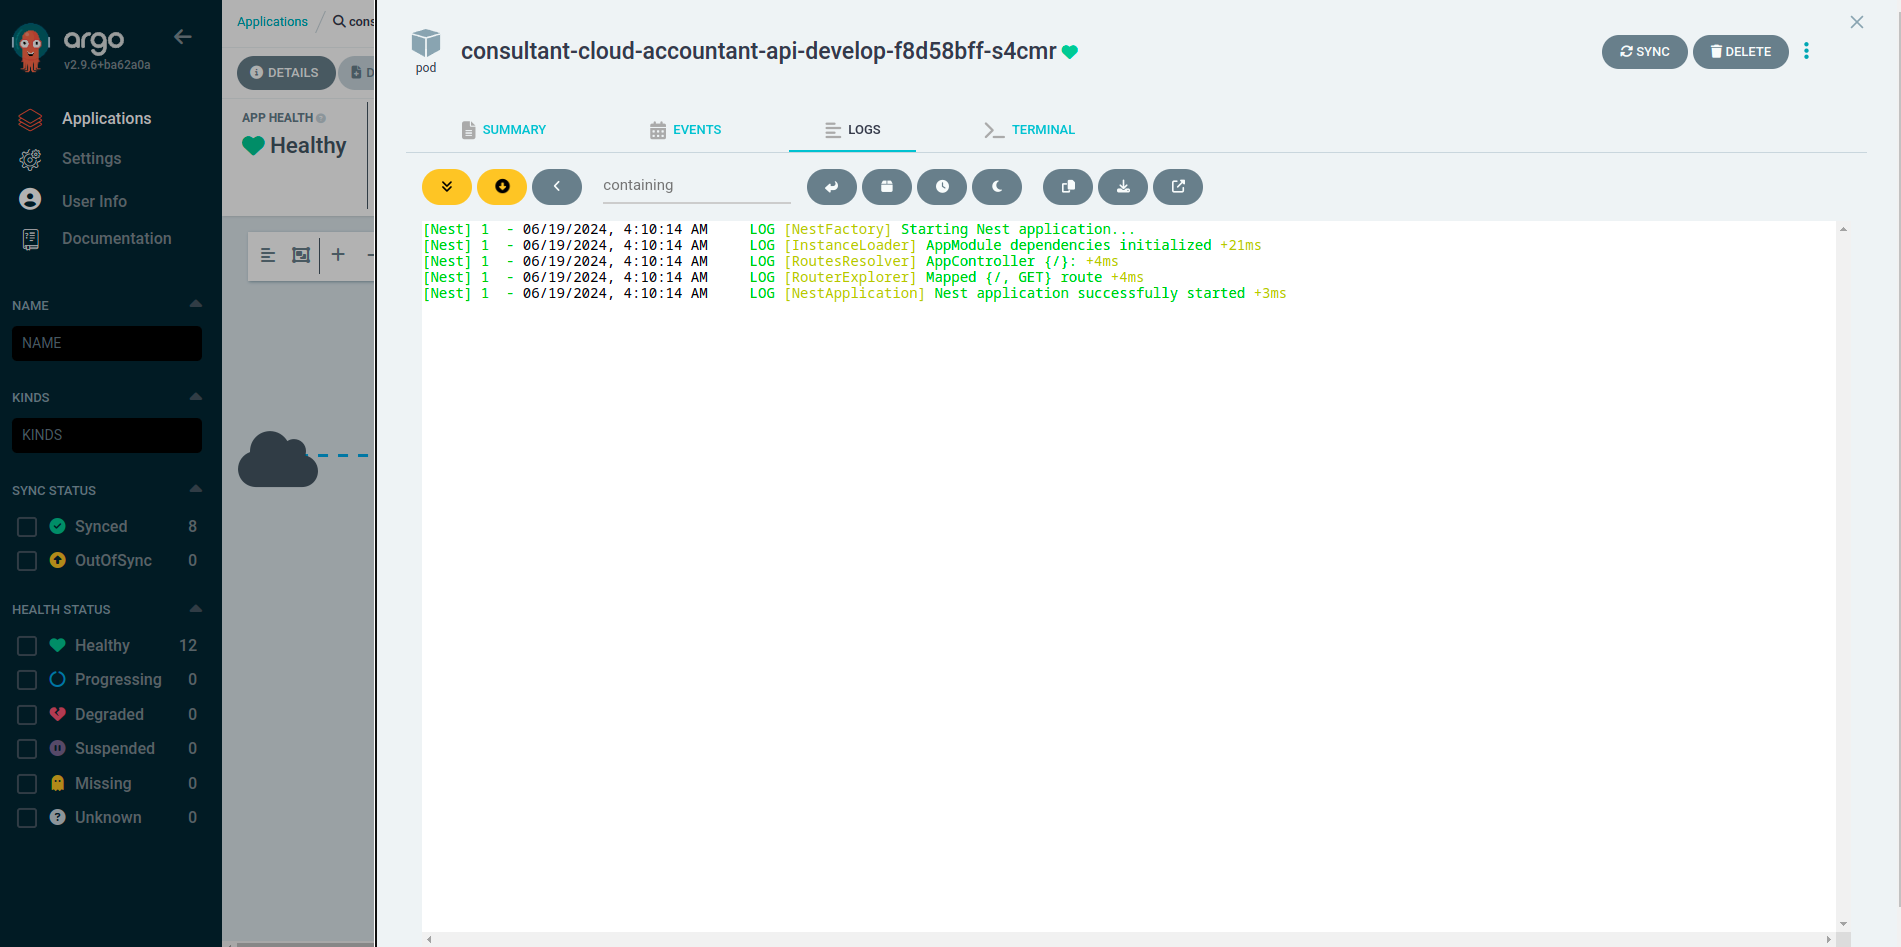 argo
v2.9.6+ba62a0a
Applications
Settings
User Info
Documentation
NAME
NAME
KINDS
KINDS
SYNC STATUS
Synced 8
OutOfSync 0
HEALTH STATUS
Healthy 12
Progressing 0
Degraded 0
Suspended 0
Missing 0
Unknown 0
Applications / cons
DETAILS D
APP HEALTH
Healthy
pod
consultant-cloud-accountant-api-develop-f8d58bff-s4cmr
SYNC DELETE
SUMMARY EVENTS LOGS TERMINAL
containing
[Nest] 1  - 06/19/2024, 4:10:14 AM     LOG [NestFactory] Starting Nest application...
[Nest] 1  - 06/19/2024, 4:10:14 AM     LOG [InstanceLoader] AppModule dependencies initialized +21ms
[Nest] 1  - 06/19/2024, 4:10:14 AM     LOG [RoutesResolver] AppController {/}: +4ms
[Nest] 1  - 06/19/2024, 4:10:14 AM     LOG [RouterExplorer] Mapped {/, GET} route +4ms
[Nest] 1  - 06/19/2024, 4:10:14 AM     LOG [NestApplication] Nest application successfully started +3ms